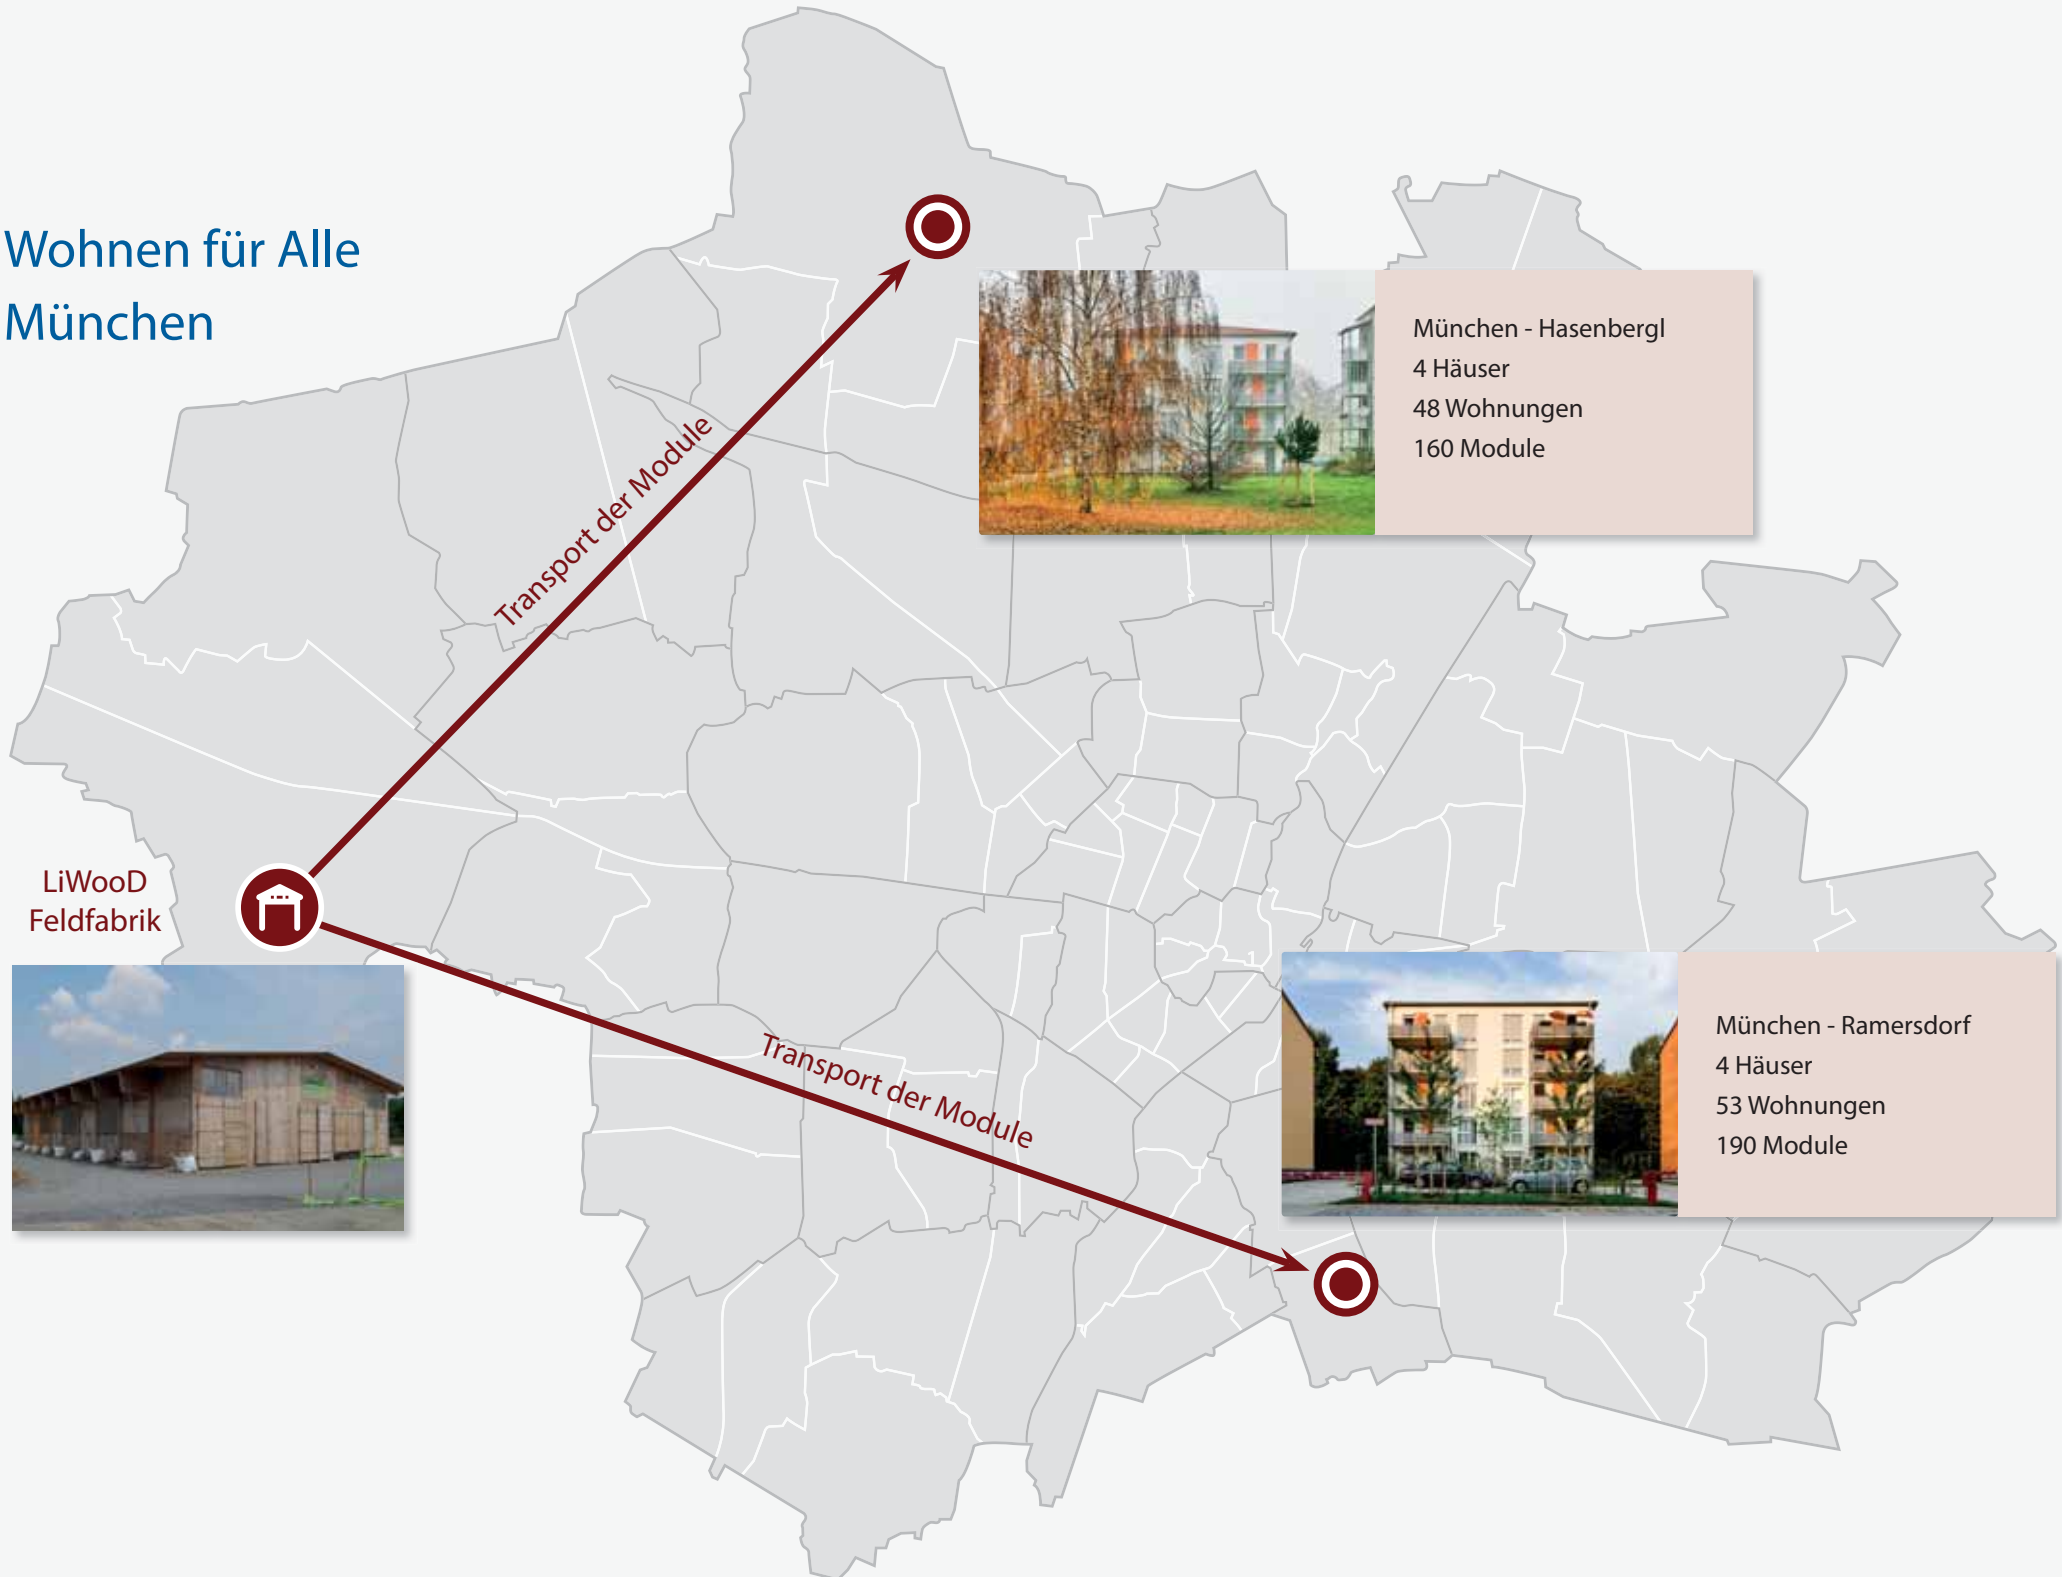 Wohnen für Alle
München
München - Hasenbergl
4 Häuser
48 Wohnungen
160 Module
Transport der Module
LiWooD
Feldfabrik
Transport der Module
München - Ramersdorf
4 Häuser
53 Wohnungen
190 Module